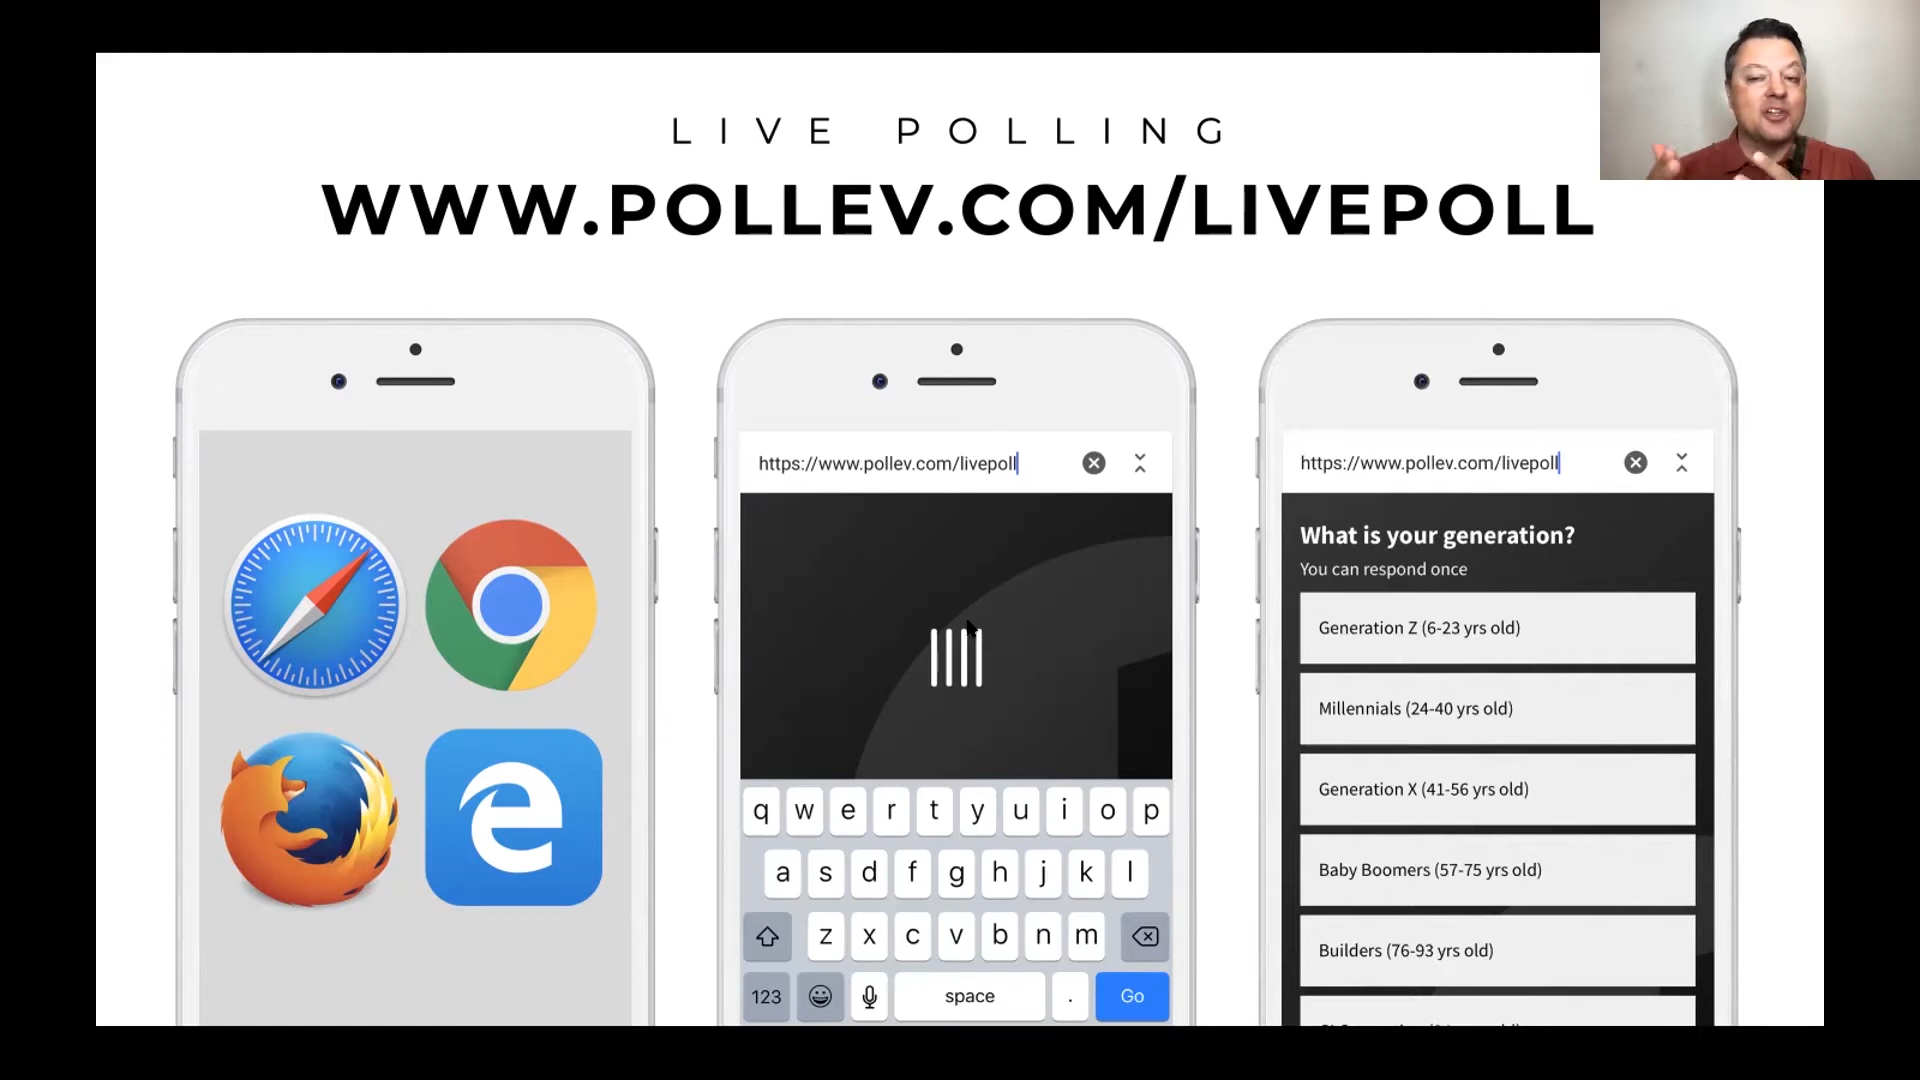 LIVE POLLING
WWW.POLLEV.COM/LIVEPOLL
https://www.pollev.com/livepoll
q w e r t y u i o p
a s d f g h j k l
z x c v b n m
123 space . Go
https://www.pollev.com/livepoll
What is your generation?
You can respond once
Generation Z (6-23 yrs old)
Millennials (24-40 yrs old)
Generation X (41-56 yrs old)
Baby Boomers (57-75 yrs old)
Builders (76-93 yrs old)